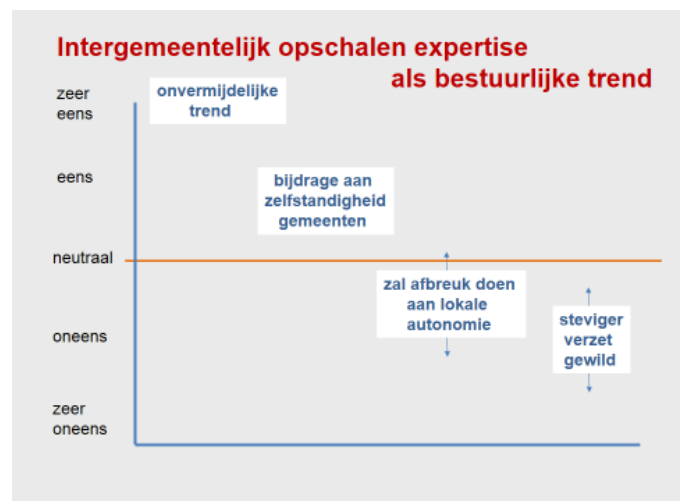 Intergemeentelijk opschalen expertise
als bestuurlijke trend
zeer
eens
onvermijdelijke
trend
eens
bijdrage aan
zelfstandigheid
gemeenten
neutraal
zal afbreuk doen
aan lokale
autonomie
steviger
verzet
gewild
oneens
zeer
oneens